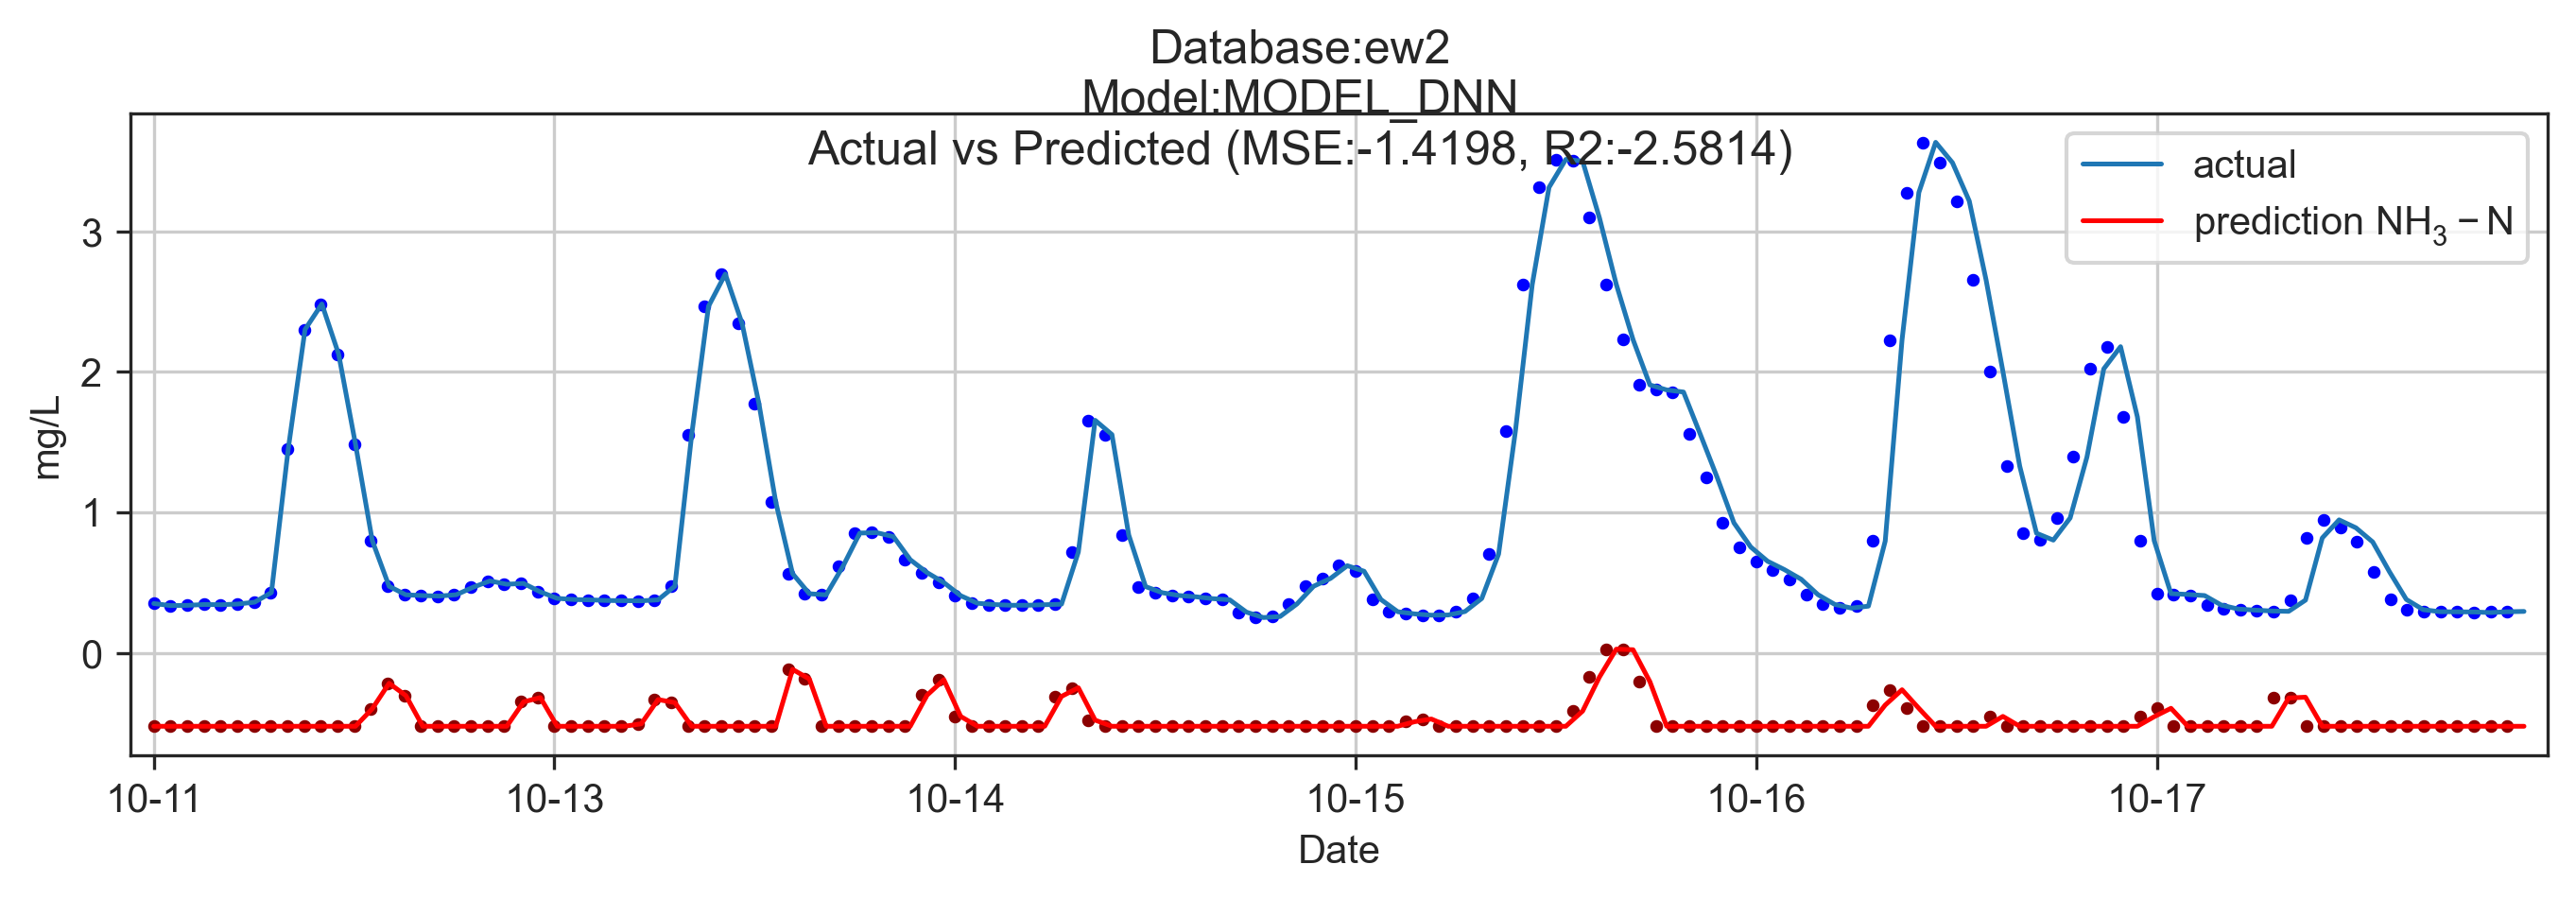 Database:ew2
Model:MODEL_DNN
Actual vs Predicted (MSE:-1.4198, R2:-2.5814)
actual
prediction NH₃ − N
3
2
1
0
mg/L
10-11 10-13 10-14 10-15 10-16 10-17
Date